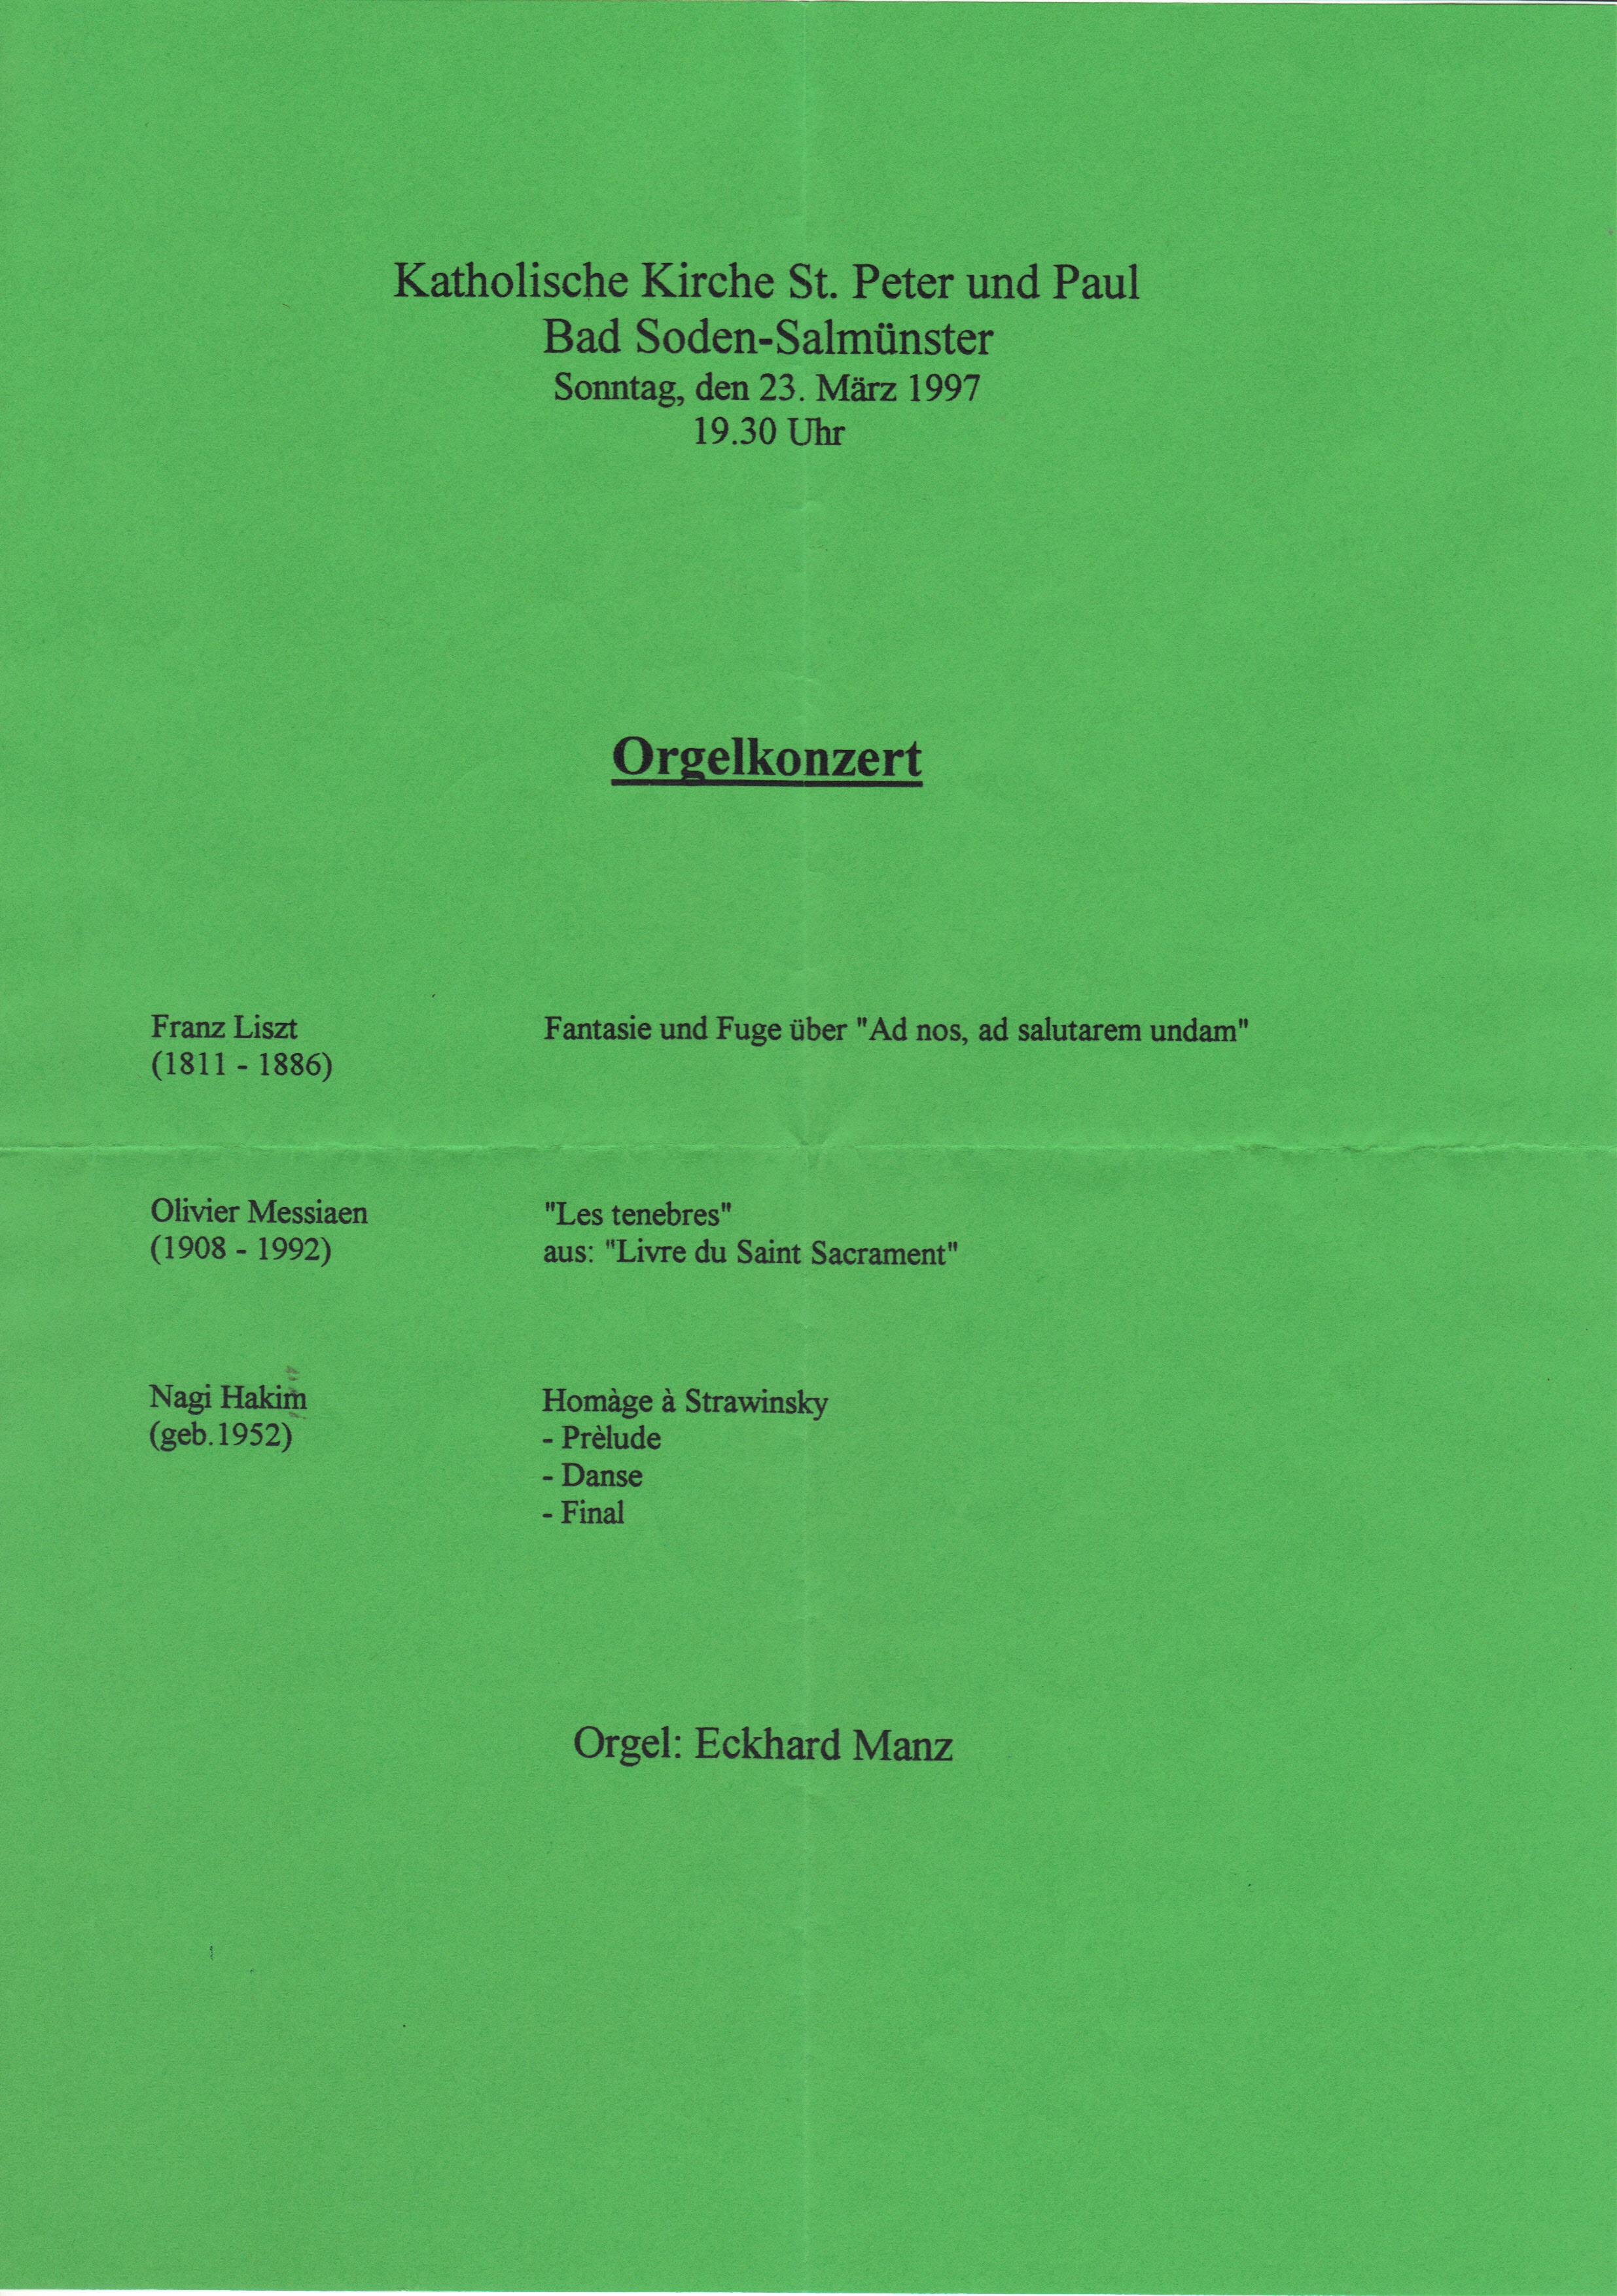 Katholische Kirche St. Peter und Paul
Bad Soden-Salmünster
Sonntag, den 23. März 1997
19.30 Uhr
Orgelkonzert
Franz Liszt Fantasie und Fuge über "Ad nos, ad salutarem undam"
(1811 - 1886)
Olivier Messiaen "Les tenebres"
(1908 - 1992) aus: "Livre du Saint Sacrament"
Nagi Hakim Homàge à Strawinsky
(geb.1952) - Prèlude
- Danse
- Final
Orgel: Eckhard Manz